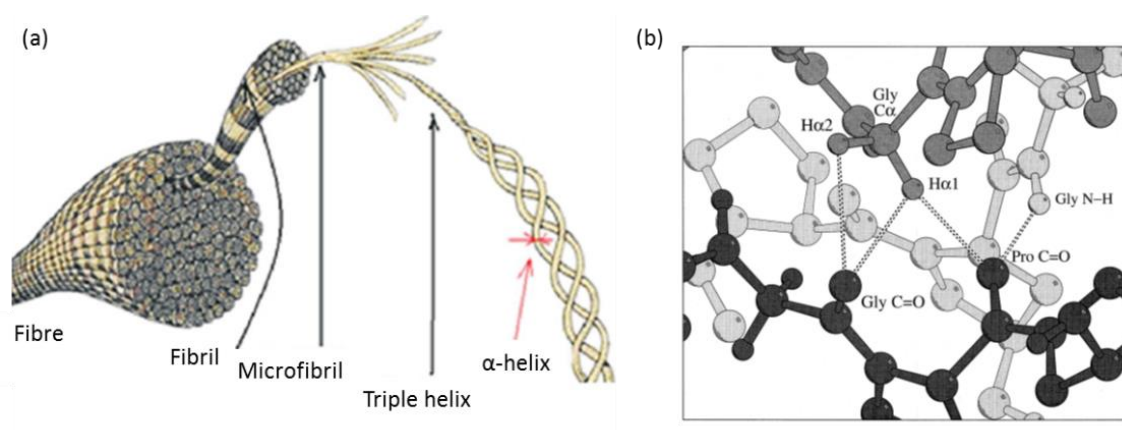 (a)
Fibre
Fibril
Microfibril
Triple helix
α-helix
(b)
Gly
Cα
Hα2
Hα1
Gly N–H
Pro C=O
Gly C=O